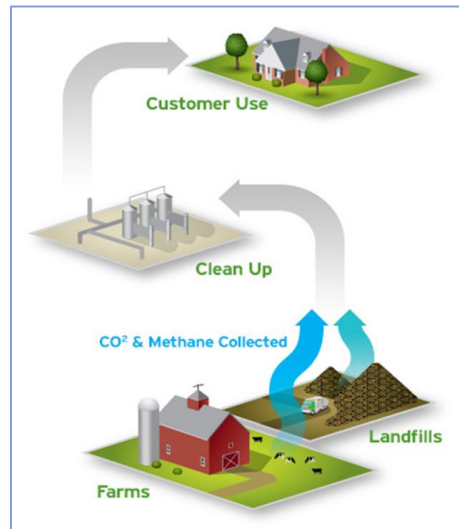 Customer Use
Clean Up
CO² & Methane Collected
Landfills
Farms